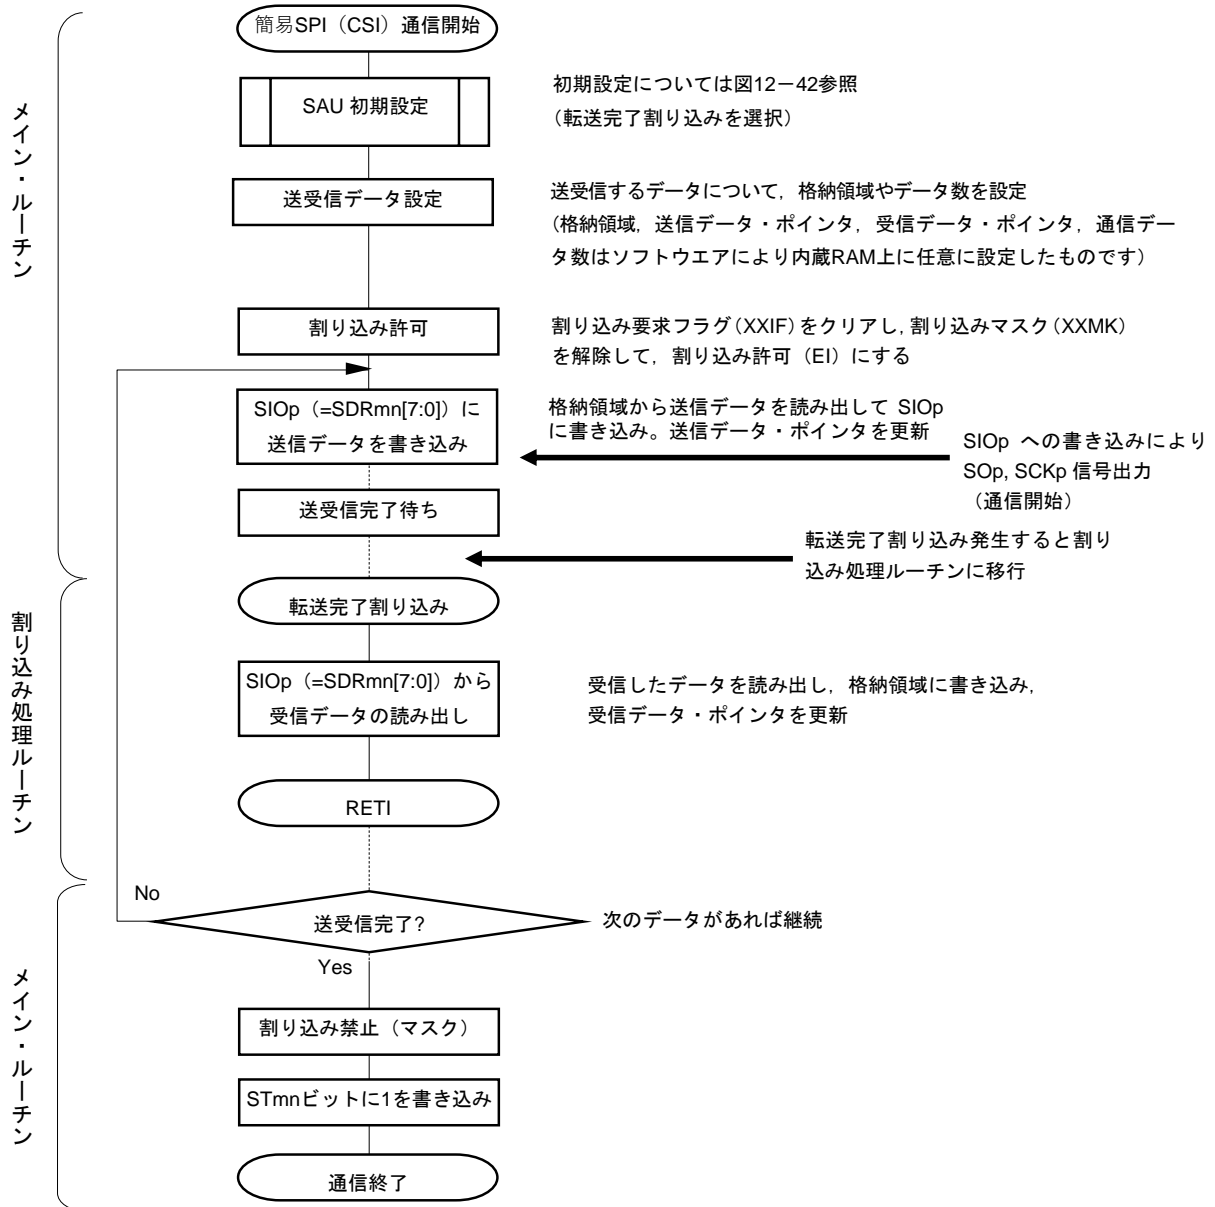 簡易SPI（CSI）通信開始
SAU 初期設定
初期設定については図12－42参照
（転送完了割り込みを選択）
メイン・ルーチン
送受信データ設定
送受信するデータについて，格納領域やデータ数を設定
（格納領域，送信データ・ポインタ，受信データ・ポインタ，通信デー
タ数はソフトウエアにより内蔵RAM上に任意に設定したものです）
割り込み許可
割り込み要求フラグ（XXIF）をクリアし，割り込みマスク（XXMK）
を解除して，割り込み許可（EI）にする
SIOp（=SDRmn[7:0]）に
送信データを書き込み
格納領域から送信データを読み出して SIOp
に書き込み。送信データ・ポインタを更新
SIOp への書き込みにより
SOp, SCKp 信号出力
（通信開始）
送受信完了待ち
転送完了割り込み発生すると割り
込み処理ルーチンに移行
割り込み処理ルーチン
転送完了割り込み
SIOp（=SDRmn[7:0]）から
受信データの読み出し
受信したデータを読み出し，格納領域に書き込み，
受信データ・ポインタを更新
RETI
No
送受信完了?
次のデータがあれば継続
Yes
メイン・ルーチン
割り込み禁止（マスク）
STmnビットに1を書き込み
通信終了